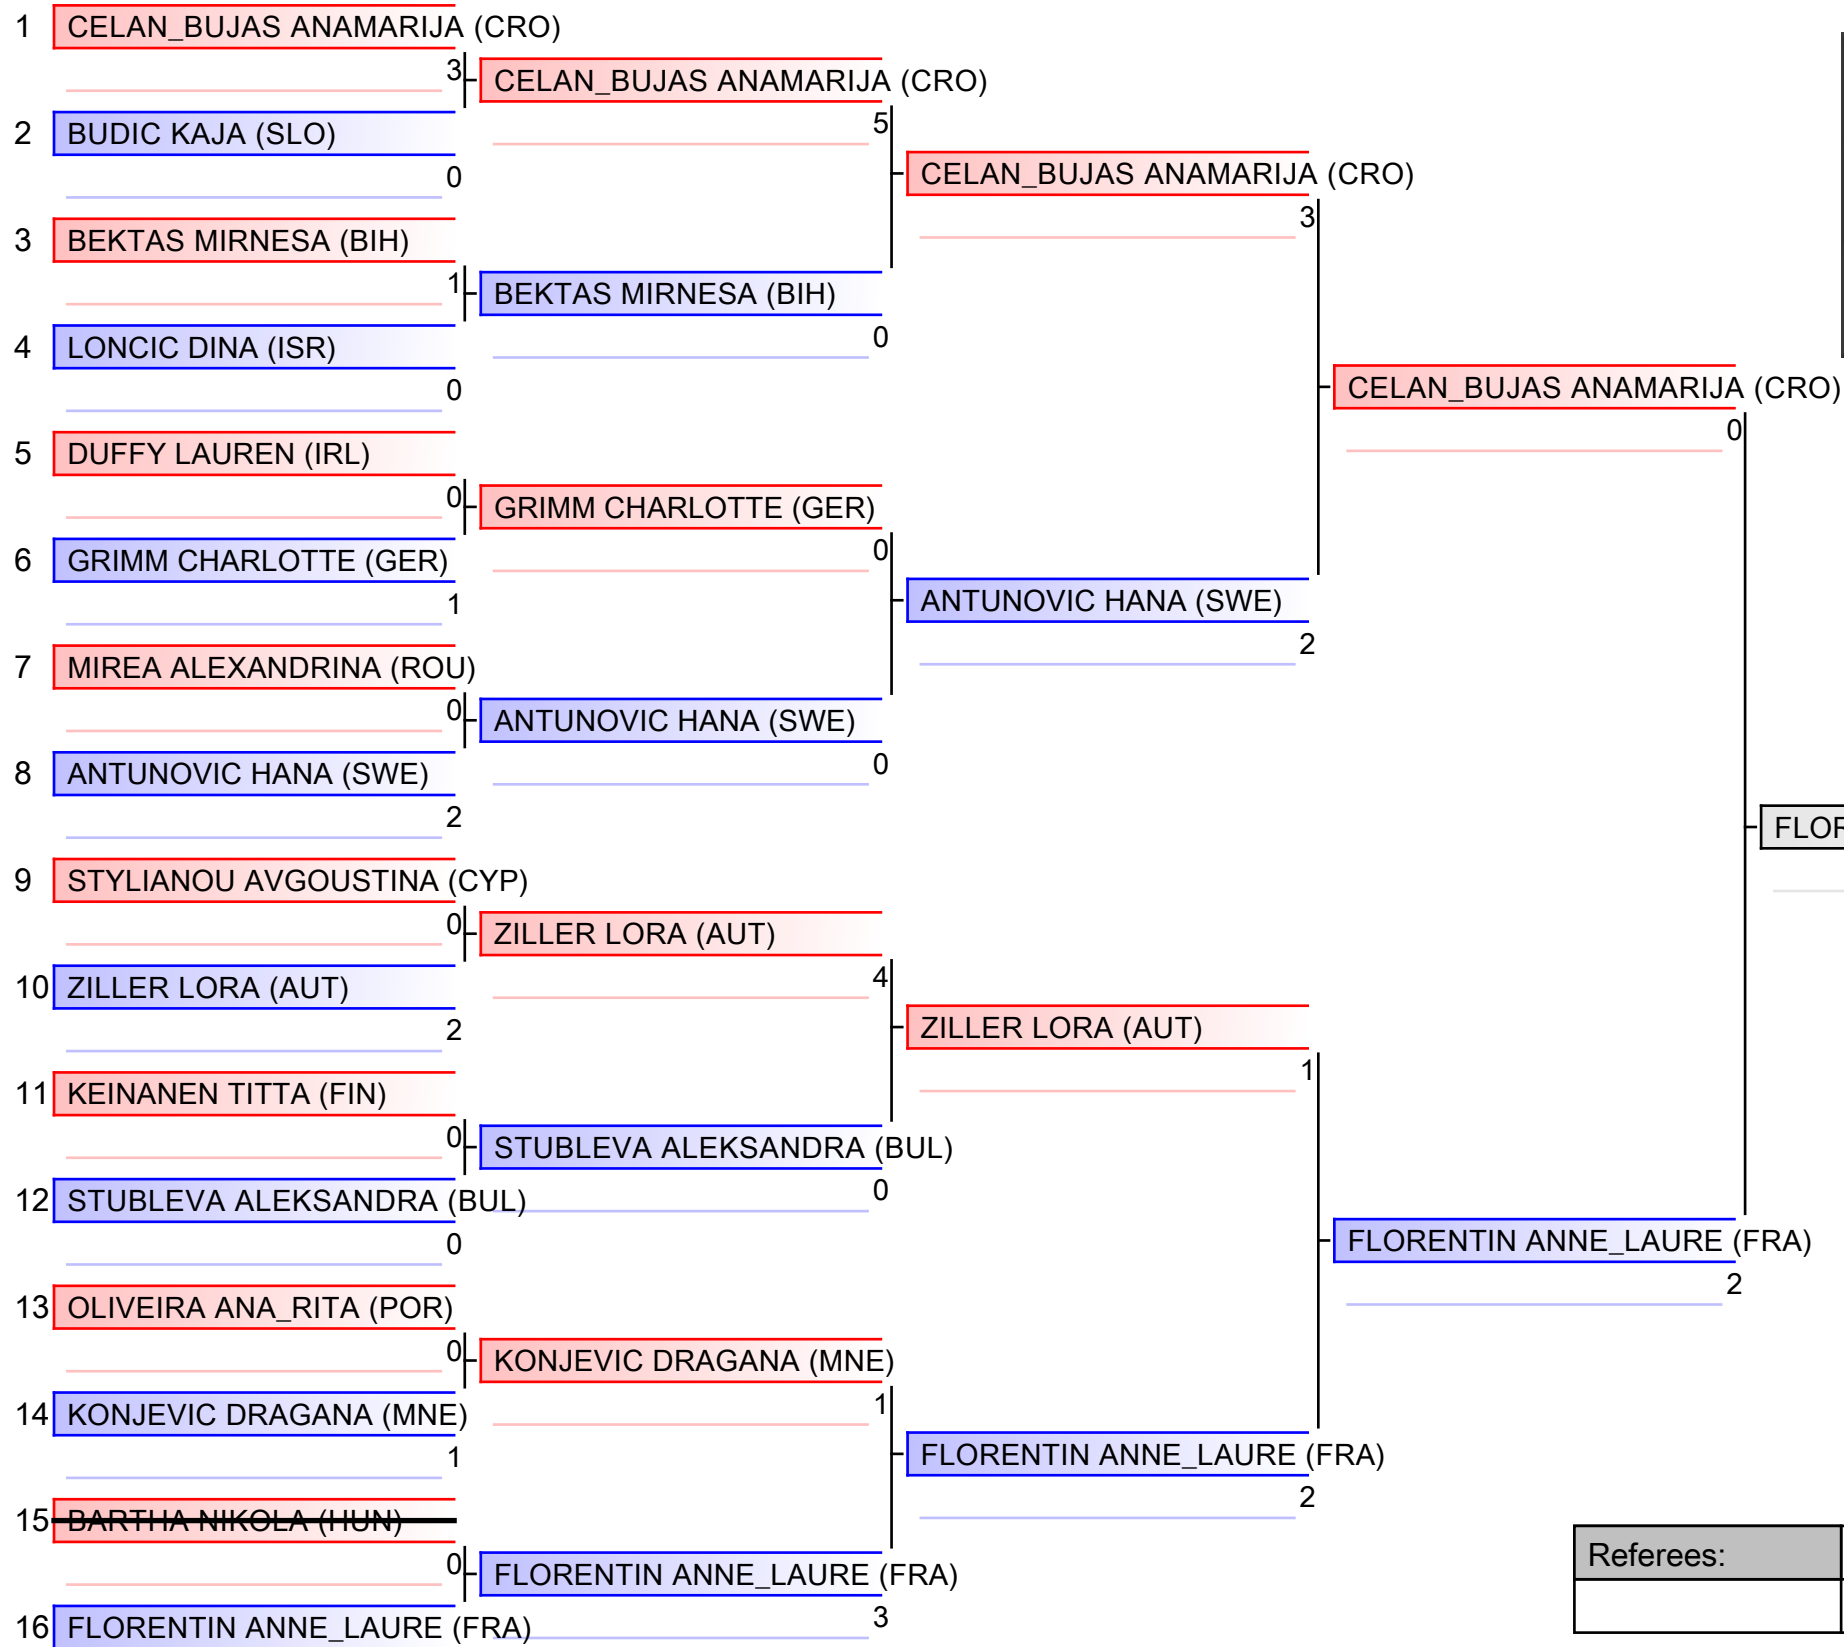 1 CELAN_BUJAS ANAMARIJA (CRO)
3
CELAN_BUJAS ANAMARIJA (CRO)
5
2 BUDIC KAJA (SLO)
0
CELAN_BUJAS ANAMARIJA (CRO)
3
3 BEKTAS MIRNESA (BIH)
1
BEKTAS MIRNESA (BIH)
0
4 LONCIC DINA (ISR)
0
CELAN_BUJAS ANAMARIJA (CRO)
0
5 DUFFY LAUREN (IRL)
0
GRIMM CHARLOTTE (GER)
0
6 GRIMM CHARLOTTE (GER)
1
ANTUNOVIC HANA (SWE)
2
7 MIREA ALEXANDRINA (ROU)
0
ANTUNOVIC HANA (SWE)
0
8 ANTUNOVIC HANA (SWE)
2
FLOR
9 STYLIANOU AVGOUSTINA (CYP)
0
ZILLER LORA (AUT)
4
10 ZILLER LORA (AUT)
2
ZILLER LORA (AUT)
1
11 KEINANEN TITTA (FIN)
0
STUBLEVA ALEKSANDRA (BUL)
0
12 STUBLEVA ALEKSANDRA (BUL)
0
FLORENTIN ANNE_LAURE (FRA)
2
13 OLIVEIRA ANA_RITA (POR)
0
KONJEVIC DRAGANA (MNE)
1
14 KONJEVIC DRAGANA (MNE)
1
FLORENTIN ANNE_LAURE (FRA)
2
15 BARTHA NIKOLA (HUN)
0
FLORENTIN ANNE_LAURE (FRA)
3
16 FLORENTIN ANNE_LAURE (FRA)
Referees: